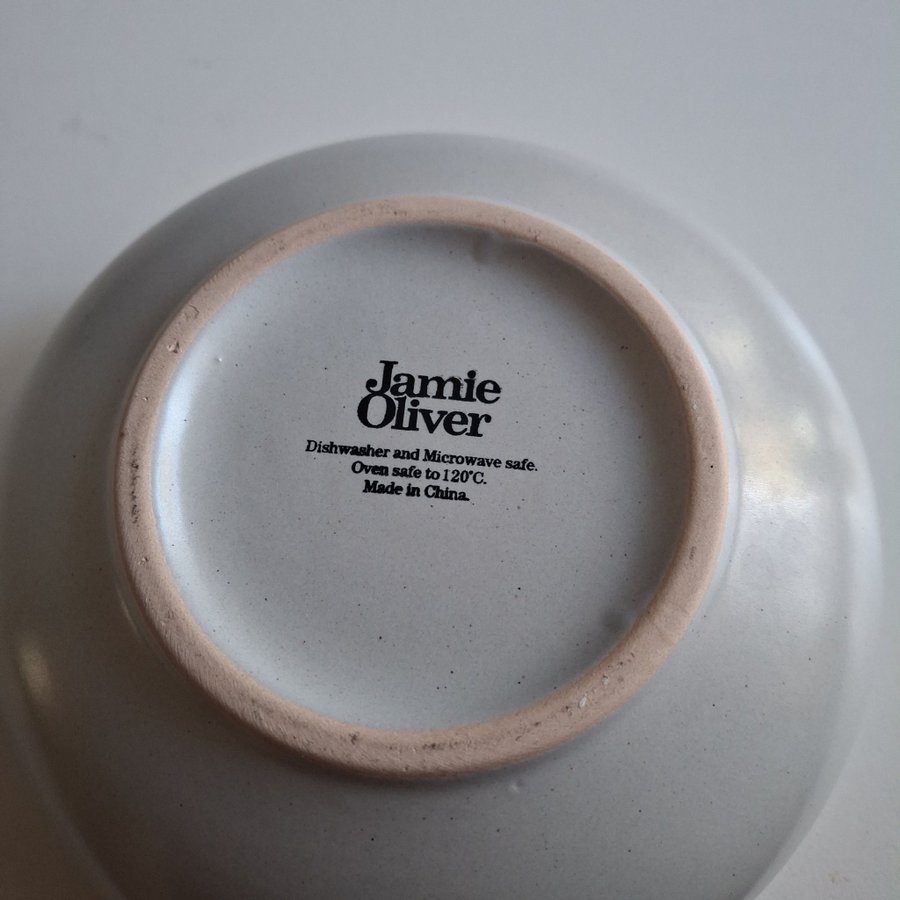 Jamie
Oliver
Dishwasher and Microwave safe.
Oven safe to 120°C.
Made in China.